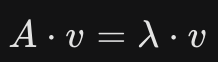 A · v = λ · v